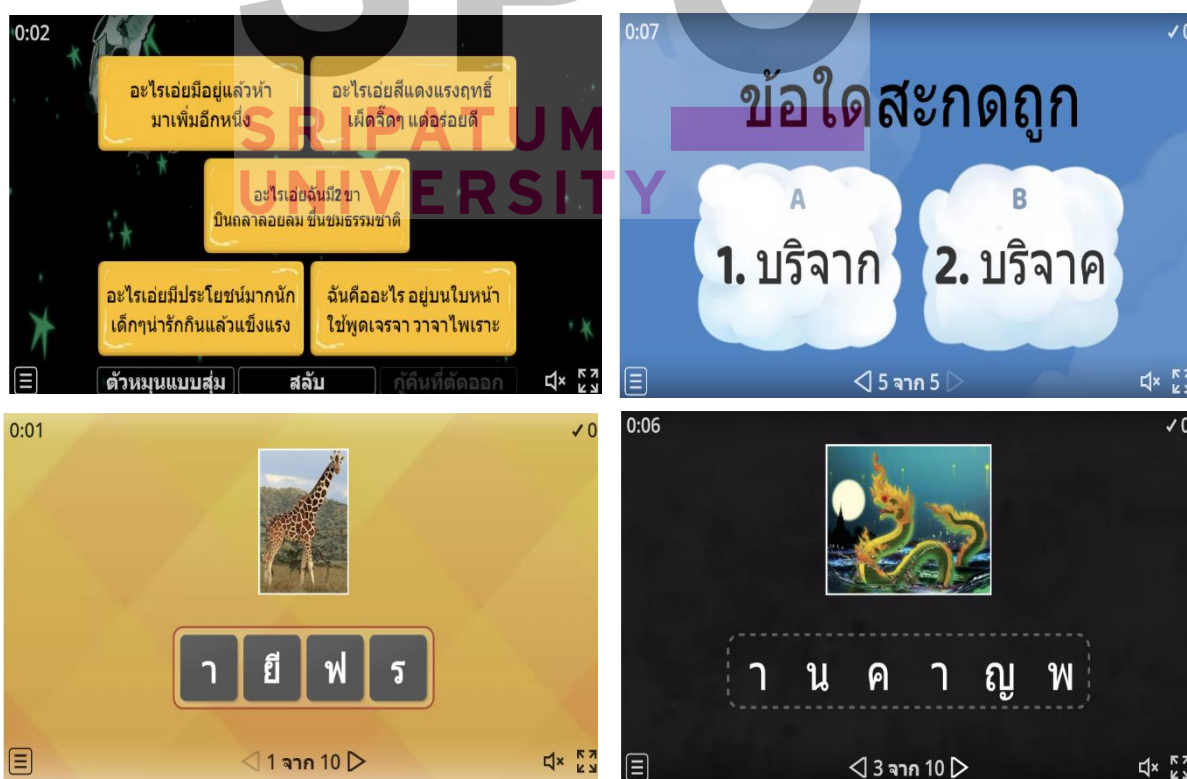 SPU
SRIPATUM
UNIVERSITY
0:02
อะไรเอ่ยมีอยู่แล้วห้า
มาเพิ่มอีกหนึ่ง
อะไรเอ่ยสีแดงแรงฤทธิ์
เผ็ดจี๊ดๆ แต่อร่อยดี
อะไรเอ่ยฉันมี2 ขา
บินถลาลอยลม ชื่นชมธรรมชาติ
อะไรเอ่ยมีประโยชน์มากนัก
เด็กๆน่ารักกินแล้วแข็งแรง
ฉันคืออะไร อยู่บนใบหน้า
ใช้พูดเจรจา วาจาไพเราะ
ตัวหมุนแบบสุ่ม สลับ กู้คืนที่ตัดออก
0:07 ✓0
ข้อใดสะกดถูก
A B
1. บริจาก 2. บริจาค
5 จาก 5
0:01 ✓0
า ยี ฟ ร
1 จาก 10
0:06 ✓0
า น ค า ญ พ
3 จาก 10